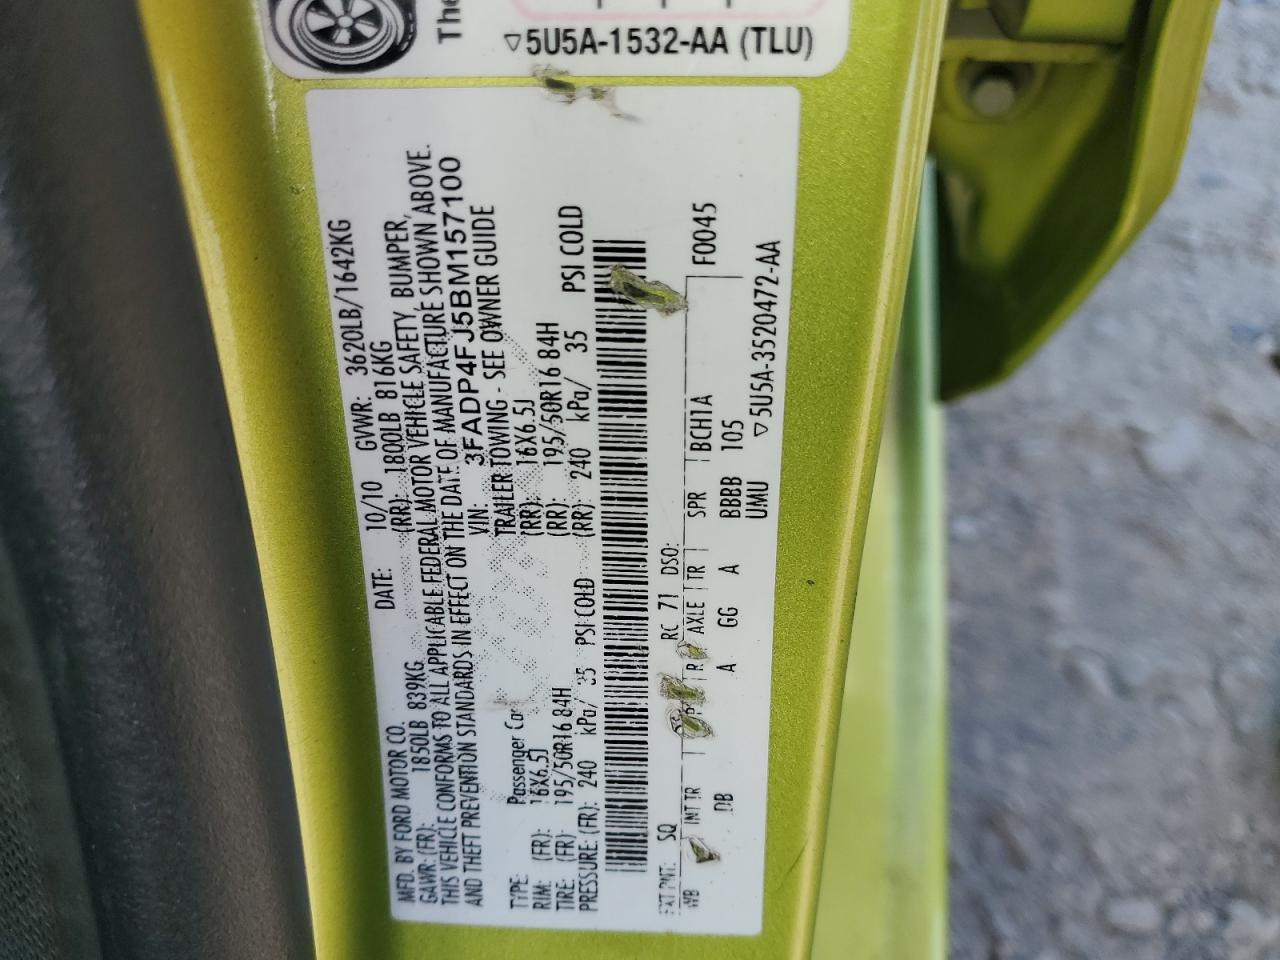 The
▽5U5A-1532-AA (TLU)
MFD. BY FORD MOTOR CO. DATE: 10/10 GVWR: 3620LB/1642KG
GAWR: (FR): 1850LB 839KG (RR): 1800LB 816KG
THIS VEHICLE CONFORMS TO ALL APPLICABLE FEDERAL MOTOR VEHICLE SAFETY, BUMPER,
AND THEFT PREVENTION STANDARDS IN EFFECT ON THE DATE OF MANUFACTURE SHOWN ABOVE.
VIN: 3FADP4FJ5BM157100
TYPE: Passenger Car TRAILER TOWING - SEE OWNER GUIDE
RIM: (FR): 16X6.5J (RR): 16X6.5J
TIRE: (FR) 195/50R16 84H (RR): 195/50R16 84H
PRESSURE: (FR): 240 kPa/ 35 PSI COLD (RR): 240 kPa/ 35 PSI COLD
EXT PNT: SQ RC 71 DSO: F0045
WB INT TR R AXLE TR SPR BCH1A
DB A GG A BBBB 105
UMU ▽5U5A-3520472-AA